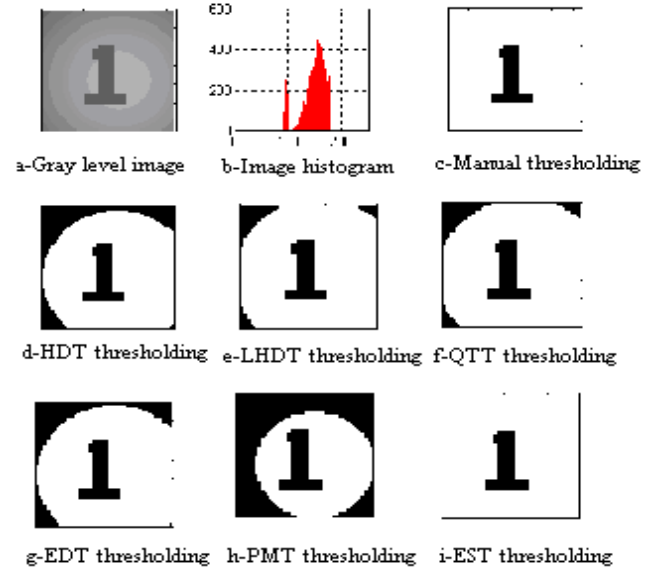 600
400
200
1
1
a-Gray level image
b-Image histogram
c-Manual thresholding
1
1
1
d-HDT thresholding
e-LHDT thresholding
f-QTT thresholding
1
1
1
g-EDT thresholding
h-PMT thresholding
i-EST thresholding